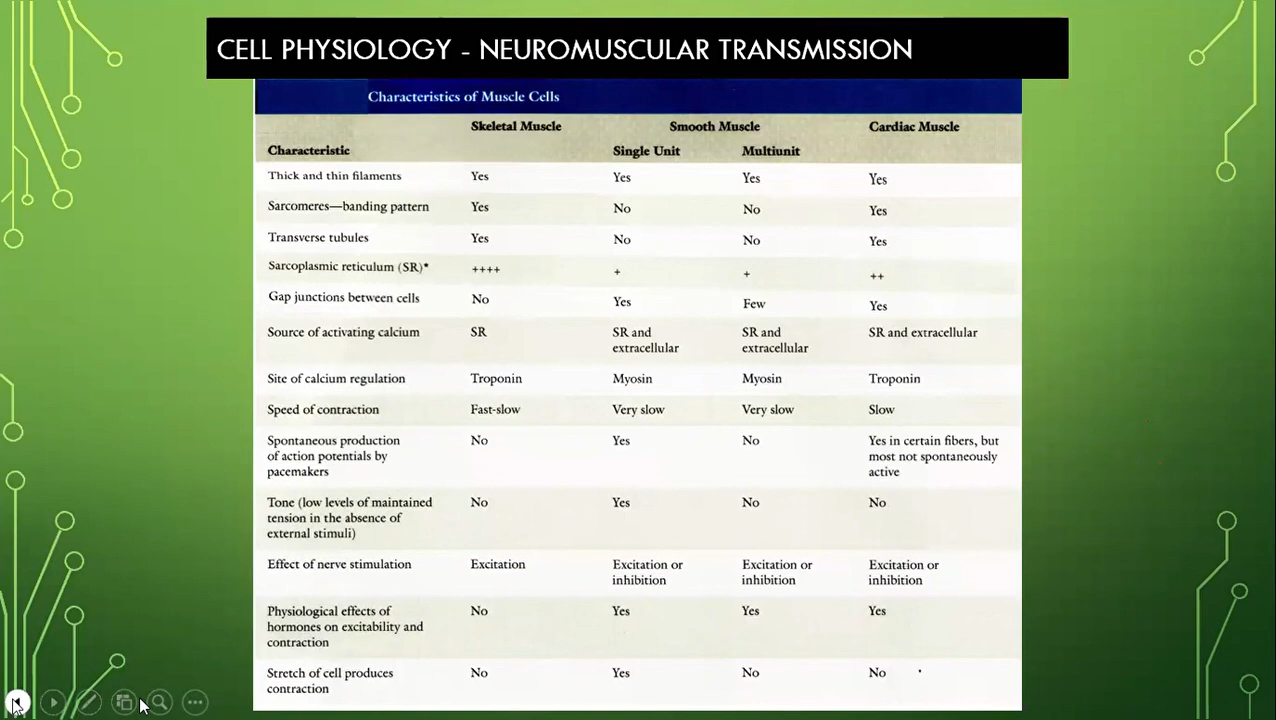 CELL PHYSIOLOGY - NEUROMUSCULAR TRANSMISSION
Characteristics of Muscle Cells
Skeletal Muscle Smooth Muscle Cardiac Muscle
Characteristic Single Unit Multiunit
Thick and thin filaments Yes Yes Yes Yes
Sarcomeres—banding pattern Yes No No Yes
Transverse tubules Yes No No Yes
Sarcoplasmic reticulum (SR)* ++++ + + ++
Gap junctions between cells No Yes Few Yes
Source of activating calcium SR SR and SR and SR and extracellular
extracellular extracellular
Site of calcium regulation Troponin Myosin Myosin Troponin
Speed of contraction Fast-slow Very slow Very slow Slow
Spontaneous production No Yes No Yes in certain fibers, but
of action potentials by most not spontaneously
pacemakers active
Tone (low levels of maintained No Yes No No
tension in the absence of
external stimuli)
Effect of nerve stimulation Excitation Excitation or Excitation or Excitation or
inhibition inhibition inhibition
Physiological effects of No Yes Yes Yes
hormones on excitability and
contraction
Stretch of cell produces No Yes No No
contraction